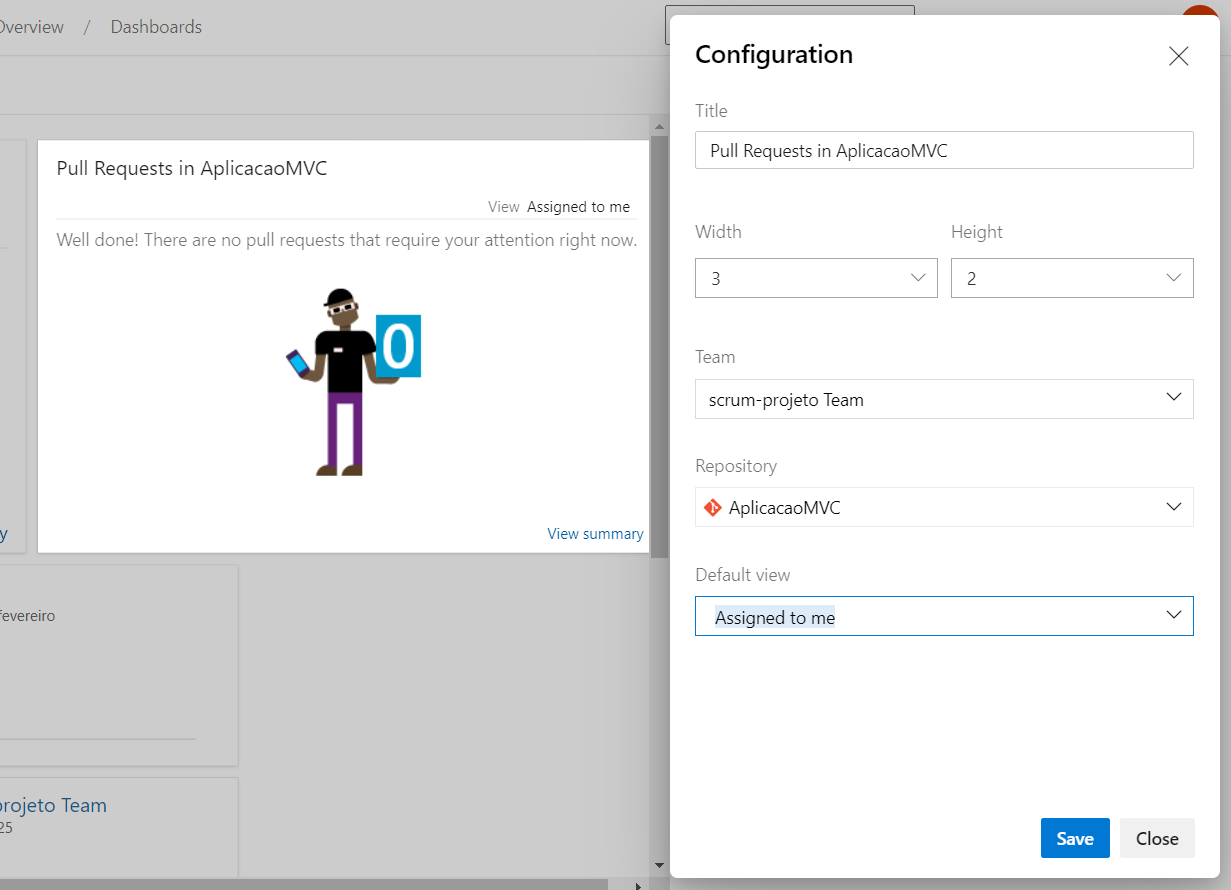 Overview / Dashboards
Pull Requests in AplicacaoMVC
View Assigned to me
Well done! There are no pull requests that require your attention right now.
0
View summary
y
fevereiro
projeto Team
25
Configuration
Title
Pull Requests in AplicacaoMVC
Width Height
3 2
Team
scrum-projeto Team
Repository
AplicacaoMVC
Default view
Assigned to me
Save Close